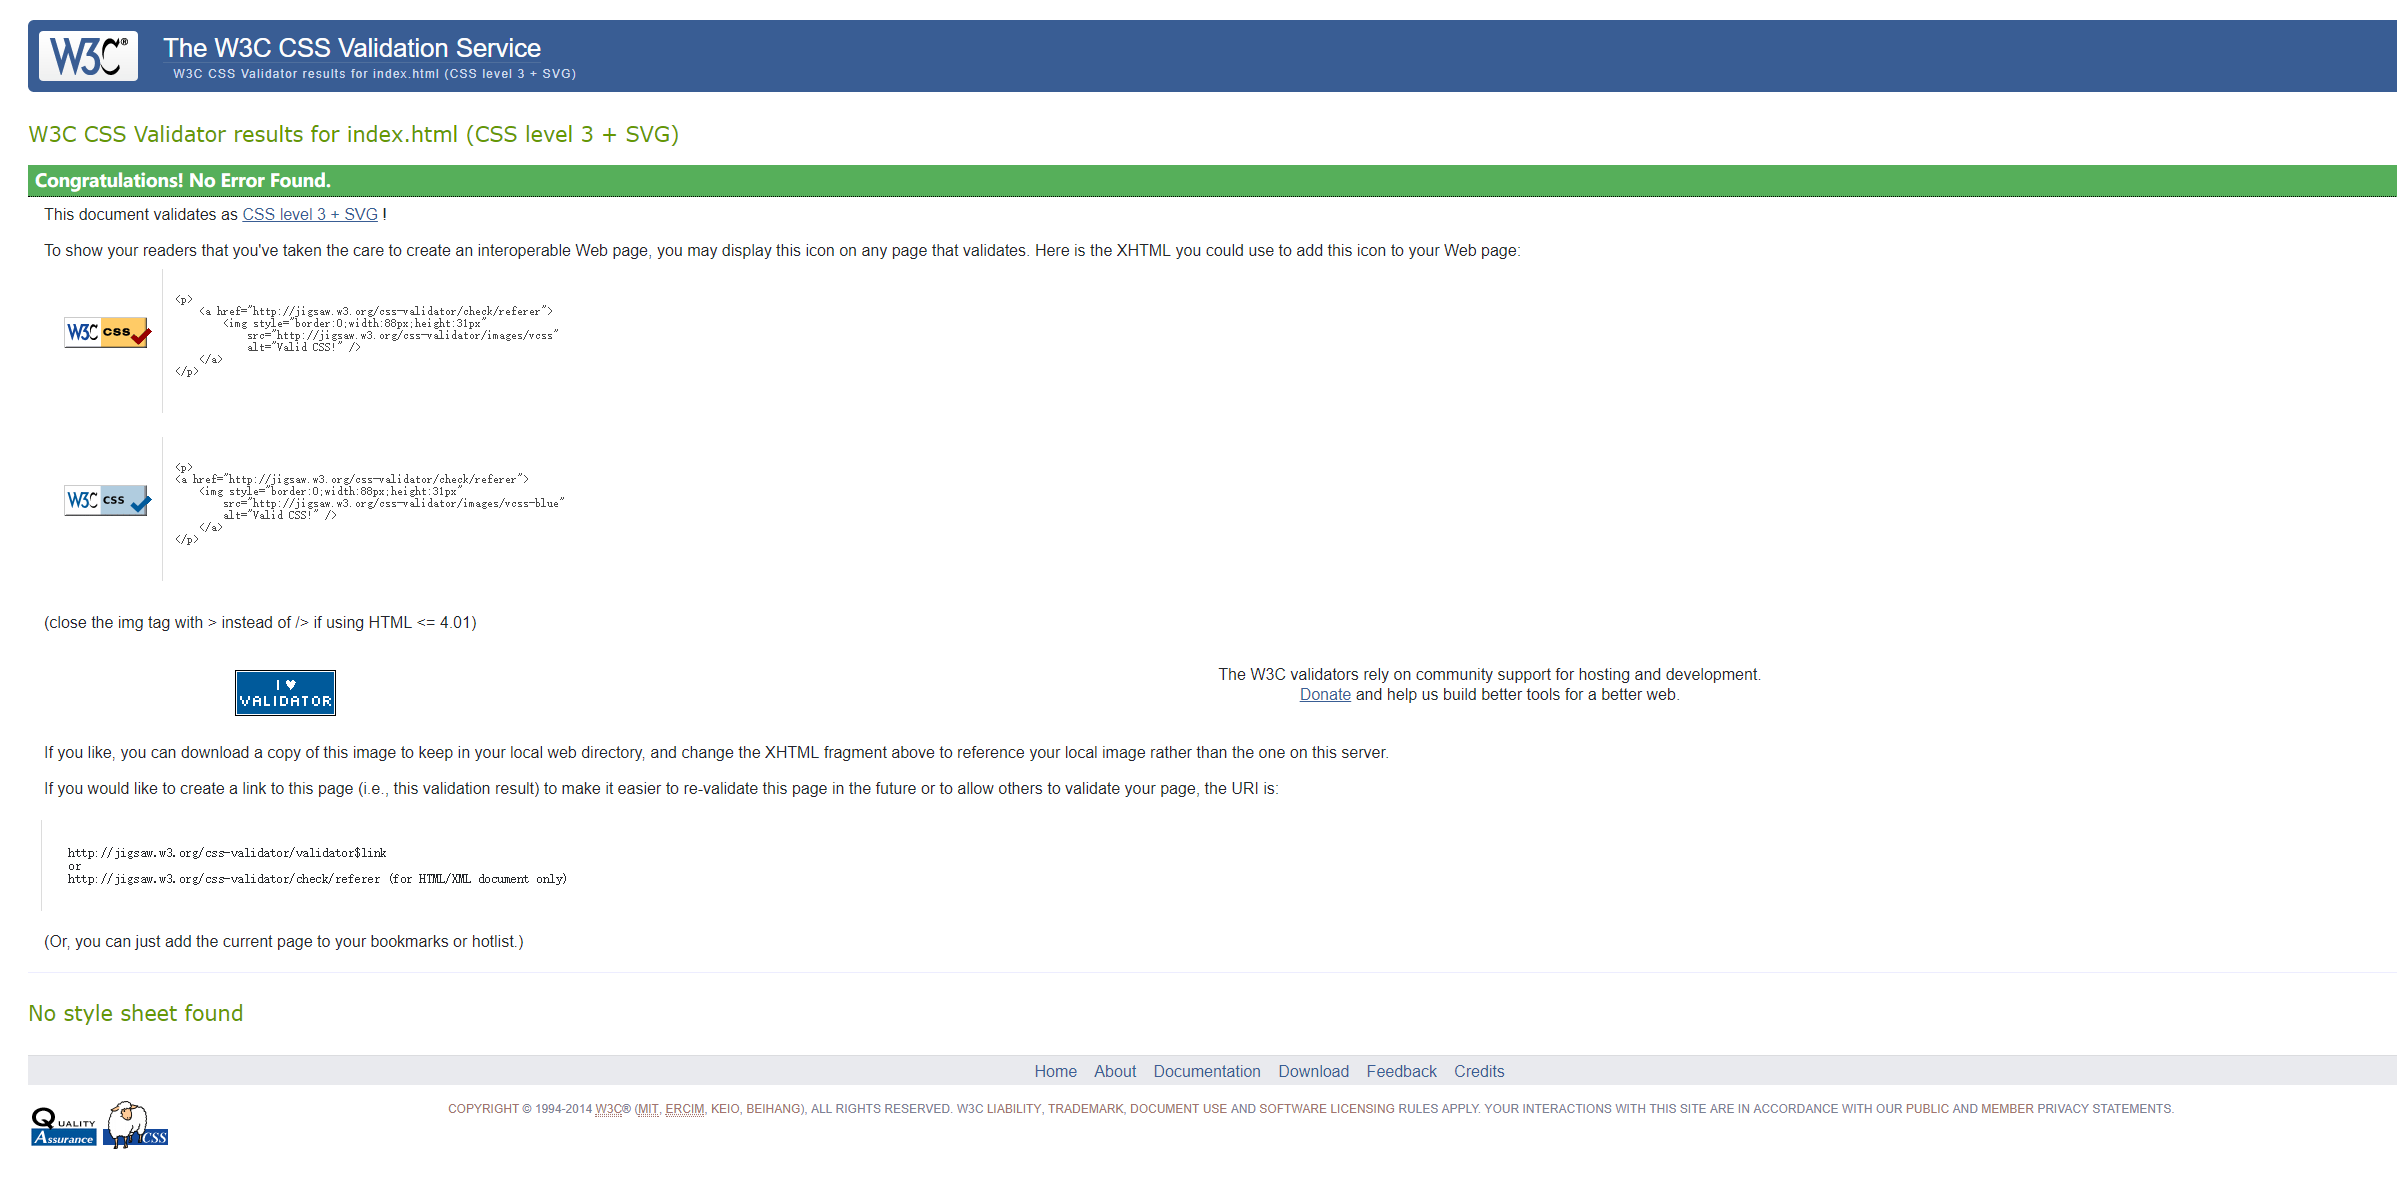 W3C®
The W3C CSS Validation Service
W3C CSS Validator results for index.html (CSS level 3 + SVG)
W3C CSS Validator results for index.html (CSS level 3 + SVG)
Congratulations! No Error Found.
This document validates as CSS level 3 + SVG !
To show your readers that you've taken the care to create an interoperable Web page, you may display this icon on any page that validates. Here is the XHTML you could use to add this icon to your Web page:
W3C css
<p>
<a href="http://jigsaw.w3.org/css-validator/check/referer">
<img style="border:0;width:88px;height:31px"
src="http://jigsaw.w3.org/css-validator/images/vcss"
alt="Valid CSS!" />
</a>
</p>
W3C css
<p>
<a href="http://jigsaw.w3.org/css-validator/check/referer">
<img style="border:0;width:88px;height:31px"
src="http://jigsaw.w3.org/css-validator/images/vcss-blue"
alt="Valid CSS!" />
</a>
</p>
(close the img tag with > instead of /> if using HTML <= 4.01)
I ♥
VALIDATOR
The W3C validators rely on community support for hosting and development.
Donate and help us build better tools for a better web.
If you like, you can download a copy of this image to keep in your local web directory, and change the XHTML fragment above to reference your local image rather than the one on this server.
If you would like to create a link to this page (i.e., this validation result) to make it easier to re-validate this page in the future or to allow others to validate your page, the URI is:
http://jigsaw.w3.org/css-validator/validator$link
or
http://jigsaw.w3.org/css-validator/check/referer (for HTML/XML document only)
(Or, you can just add the current page to your bookmarks or hotlist.)
No style sheet found
Home About Documentation Download Feedback Credits
QUALITY
Assurance
CSS
COPYRIGHT © 1994-2014 W3C® (MIT, ERCIM, KEIO, BEIHANG), ALL RIGHTS RESERVED. W3C LIABILITY, TRADEMARK, DOCUMENT USE AND SOFTWARE LICENSING RULES APPLY. YOUR INTERACTIONS WITH THIS SITE ARE IN ACCORDANCE WITH OUR PUBLIC AND MEMBER PRIVACY STATEMENTS.